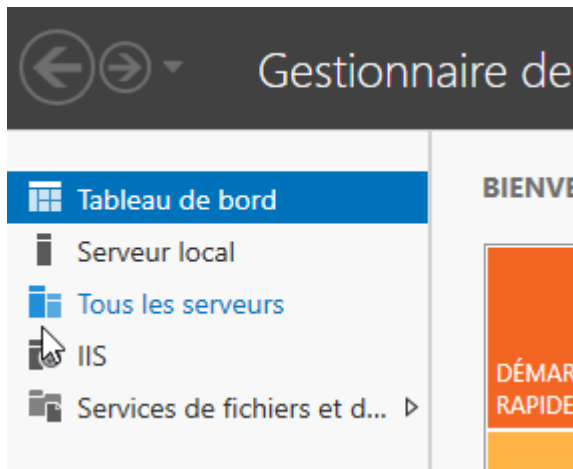 Gestionnaire de
Tableau de bord
BIENVE
Serveur local
Tous les serveurs
IIS
Services de fichiers et d...
DÉMAR
RAPIDE